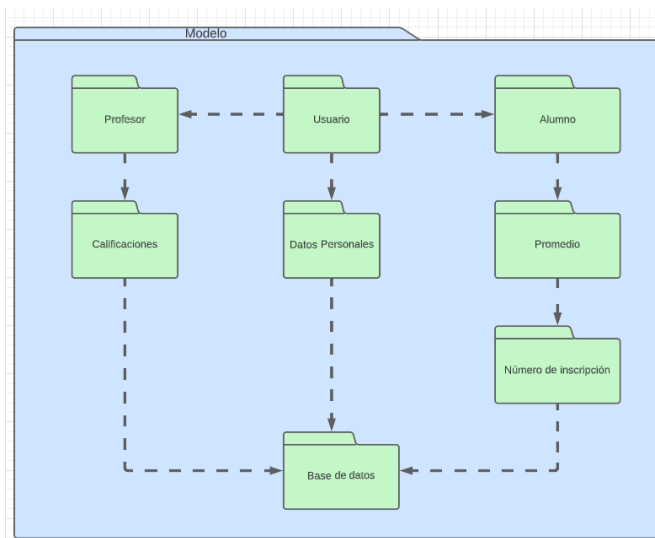 Modelo
Profesor
Usuario
Alumno
Calificaciones
Datos Personales
Promedio
Número de inscripción
Base de datos